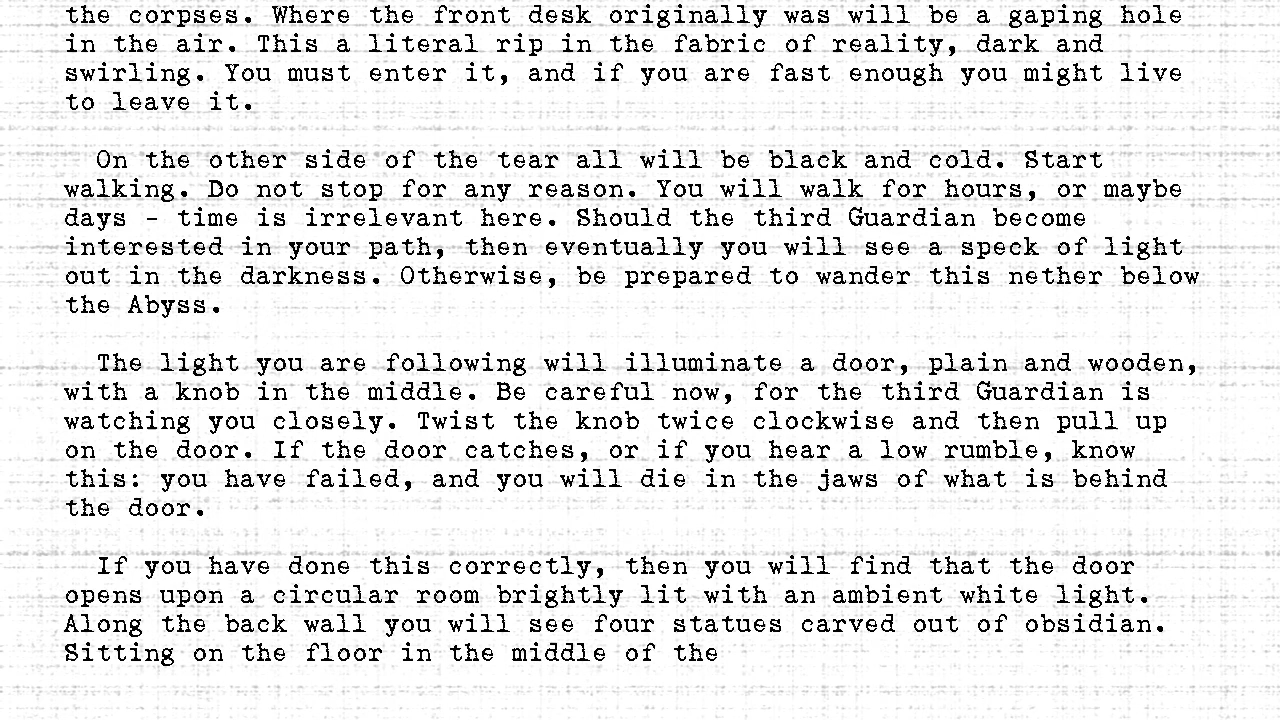 the corpses. Where the front desk originally was will be a gaping hole
in the air. This a literal rip in the fabric of reality, dark and
swirling. You must enter it, and if you are fast enough you might live
to leave it.
On the other side of the tear all will be black and cold. Start
walking. Do not stop for any reason. You will walk for hours, or maybe
days - time is irrelevant here. Should the third Guardian become
interested in your path, then eventually you will see a speck of light
out in the darkness. Otherwise, be prepared to wander this nether below
the Abyss.
The light you are following will illuminate a door, plain and wooden,
with a knob in the middle. Be careful now, for the third Guardian is
watching you closely. Twist the knob twice clockwise and then pull up
on the door. If the door catches, or if you hear a low rumble, know
this: you have failed, and you will die in the jaws of what is behind
the door.
If you have done this correctly, then you will find that the door
opens upon a circular room brightly lit with an ambient white light.
Along the back wall you will see four statues carved out of obsidian.
Sitting on the floor in the middle of the